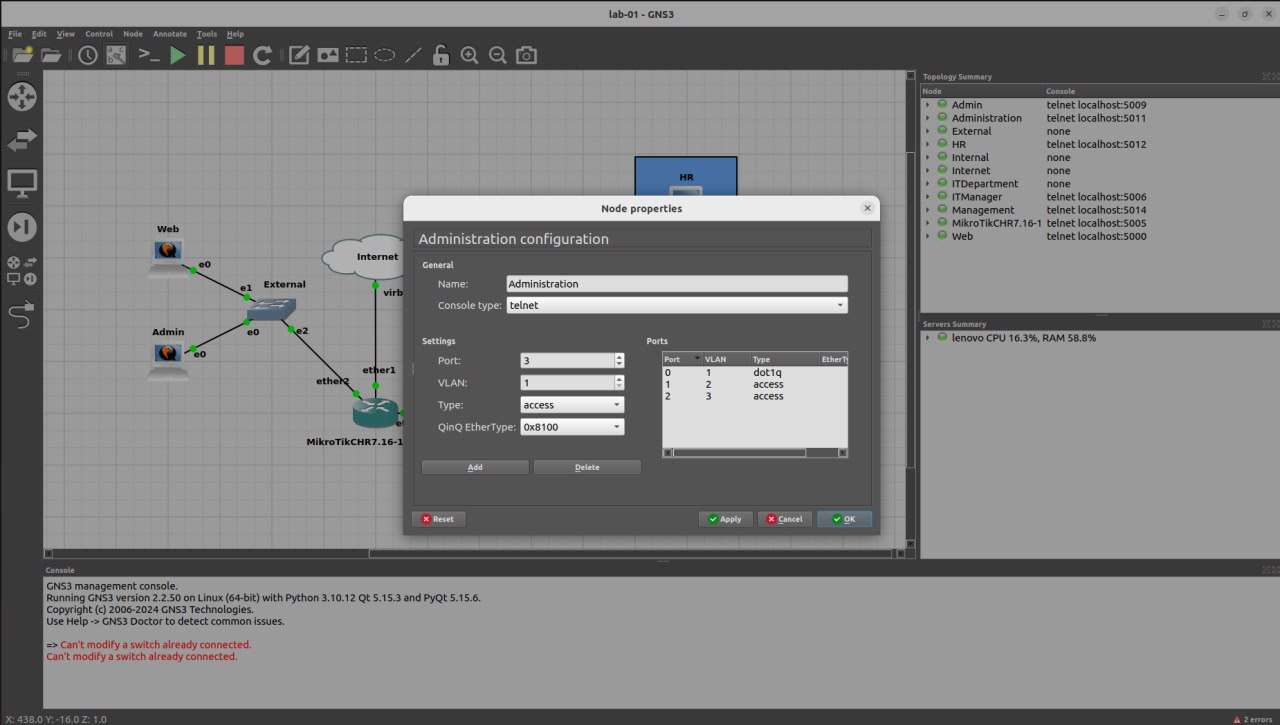 lab-01 - GNS3
File Edit View Control Node Annotate Tools Help
Web
e0
e1
External
Internet
virb
Admin
e0
e0
e2
ether2
ether1
MikroTikCHR7.16-1
HR
Node properties
Administration configuration
General
Name: Administration
Console type: telnet
Settings
Port: 3
VLAN: 1
Type: access
QinQ EtherType: 0x8100
Add Delete
Ports
Port VLAN Type EtherTy
0 1 dot1q
1 2 access
2 3 access
Reset Apply Cancel OK
Topology Summary
Node Console
Admin telnet localhost:5009
Administration telnet localhost:5011
External none
HR telnet localhost:5012
Internal none
Internet none
ITDepartment none
ITManager telnet localhost:5006
Management telnet localhost:5014
MikroTikCHR7.16-1 telnet localhost:5005
Web telnet localhost:5000
Servers Summary
lenovo CPU 16.3%, RAM 58.8%
Console
GNS3 management console.
Running GNS3 version 2.2.50 on Linux (64-bit) with Python 3.10.12 Qt 5.15.3 and PyQt 5.15.6.
Copyright (c) 2006-2024 GNS3 Technologies.
Use Help -> GNS3 Doctor to detect common issues.
=> Can't modify a switch already connected.
Can't modify a switch already connected.
X: 438.0 Y: -16.0 Z: 1.0
2 errors